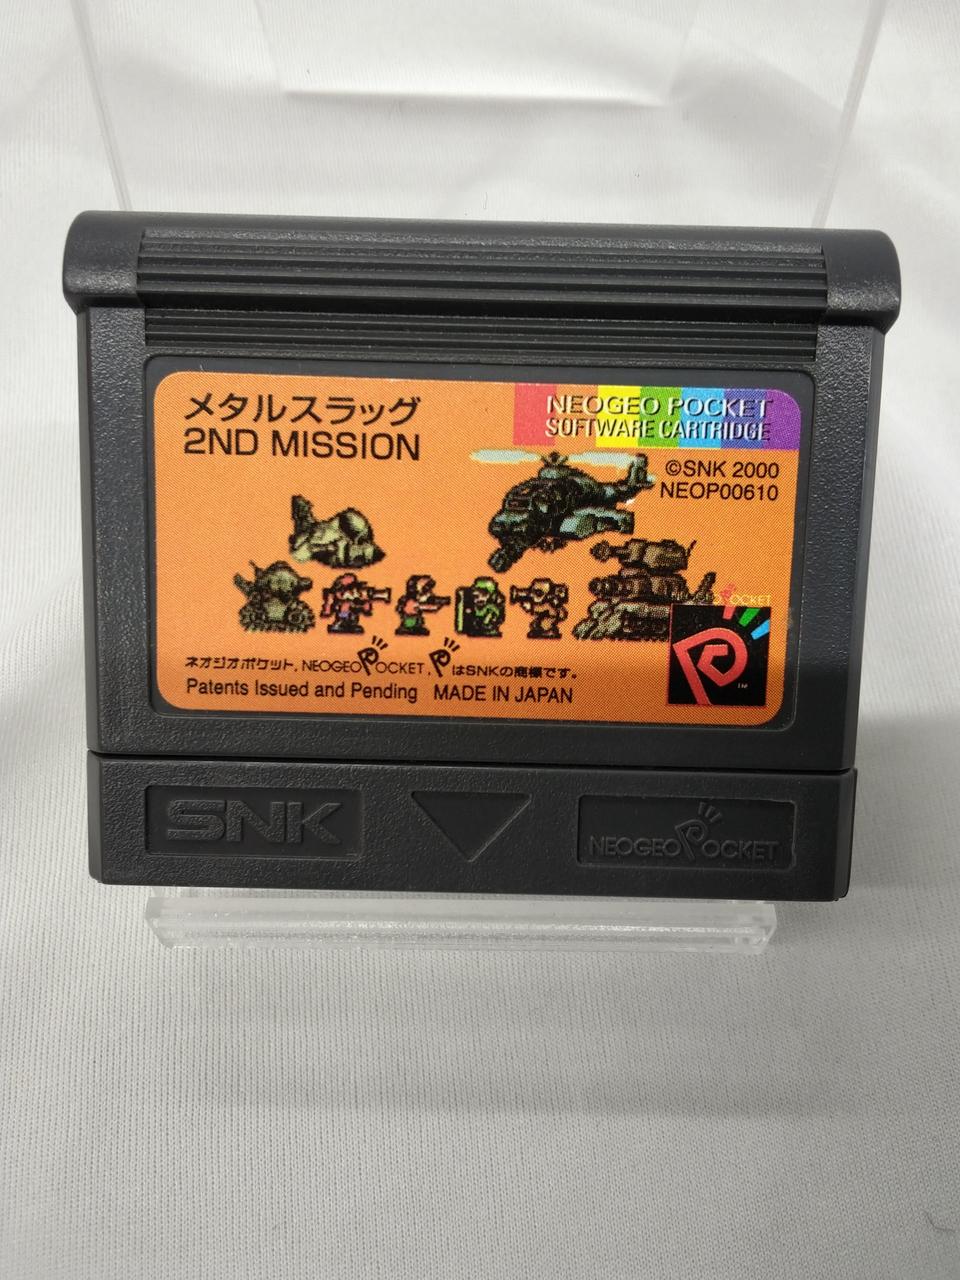 メタルスラッグ
2ND MISSION
NEOGEO POCKET
SOFTWARE CARTRIDGE
©SNK 2000
NEOP00610
POCKET
ネオジオポケット, NEOGEO POCKET, P はSNKの商標です。
Patents Issued and Pending MADE IN JAPAN
P
TM
SNK
NEOGEO POCKET